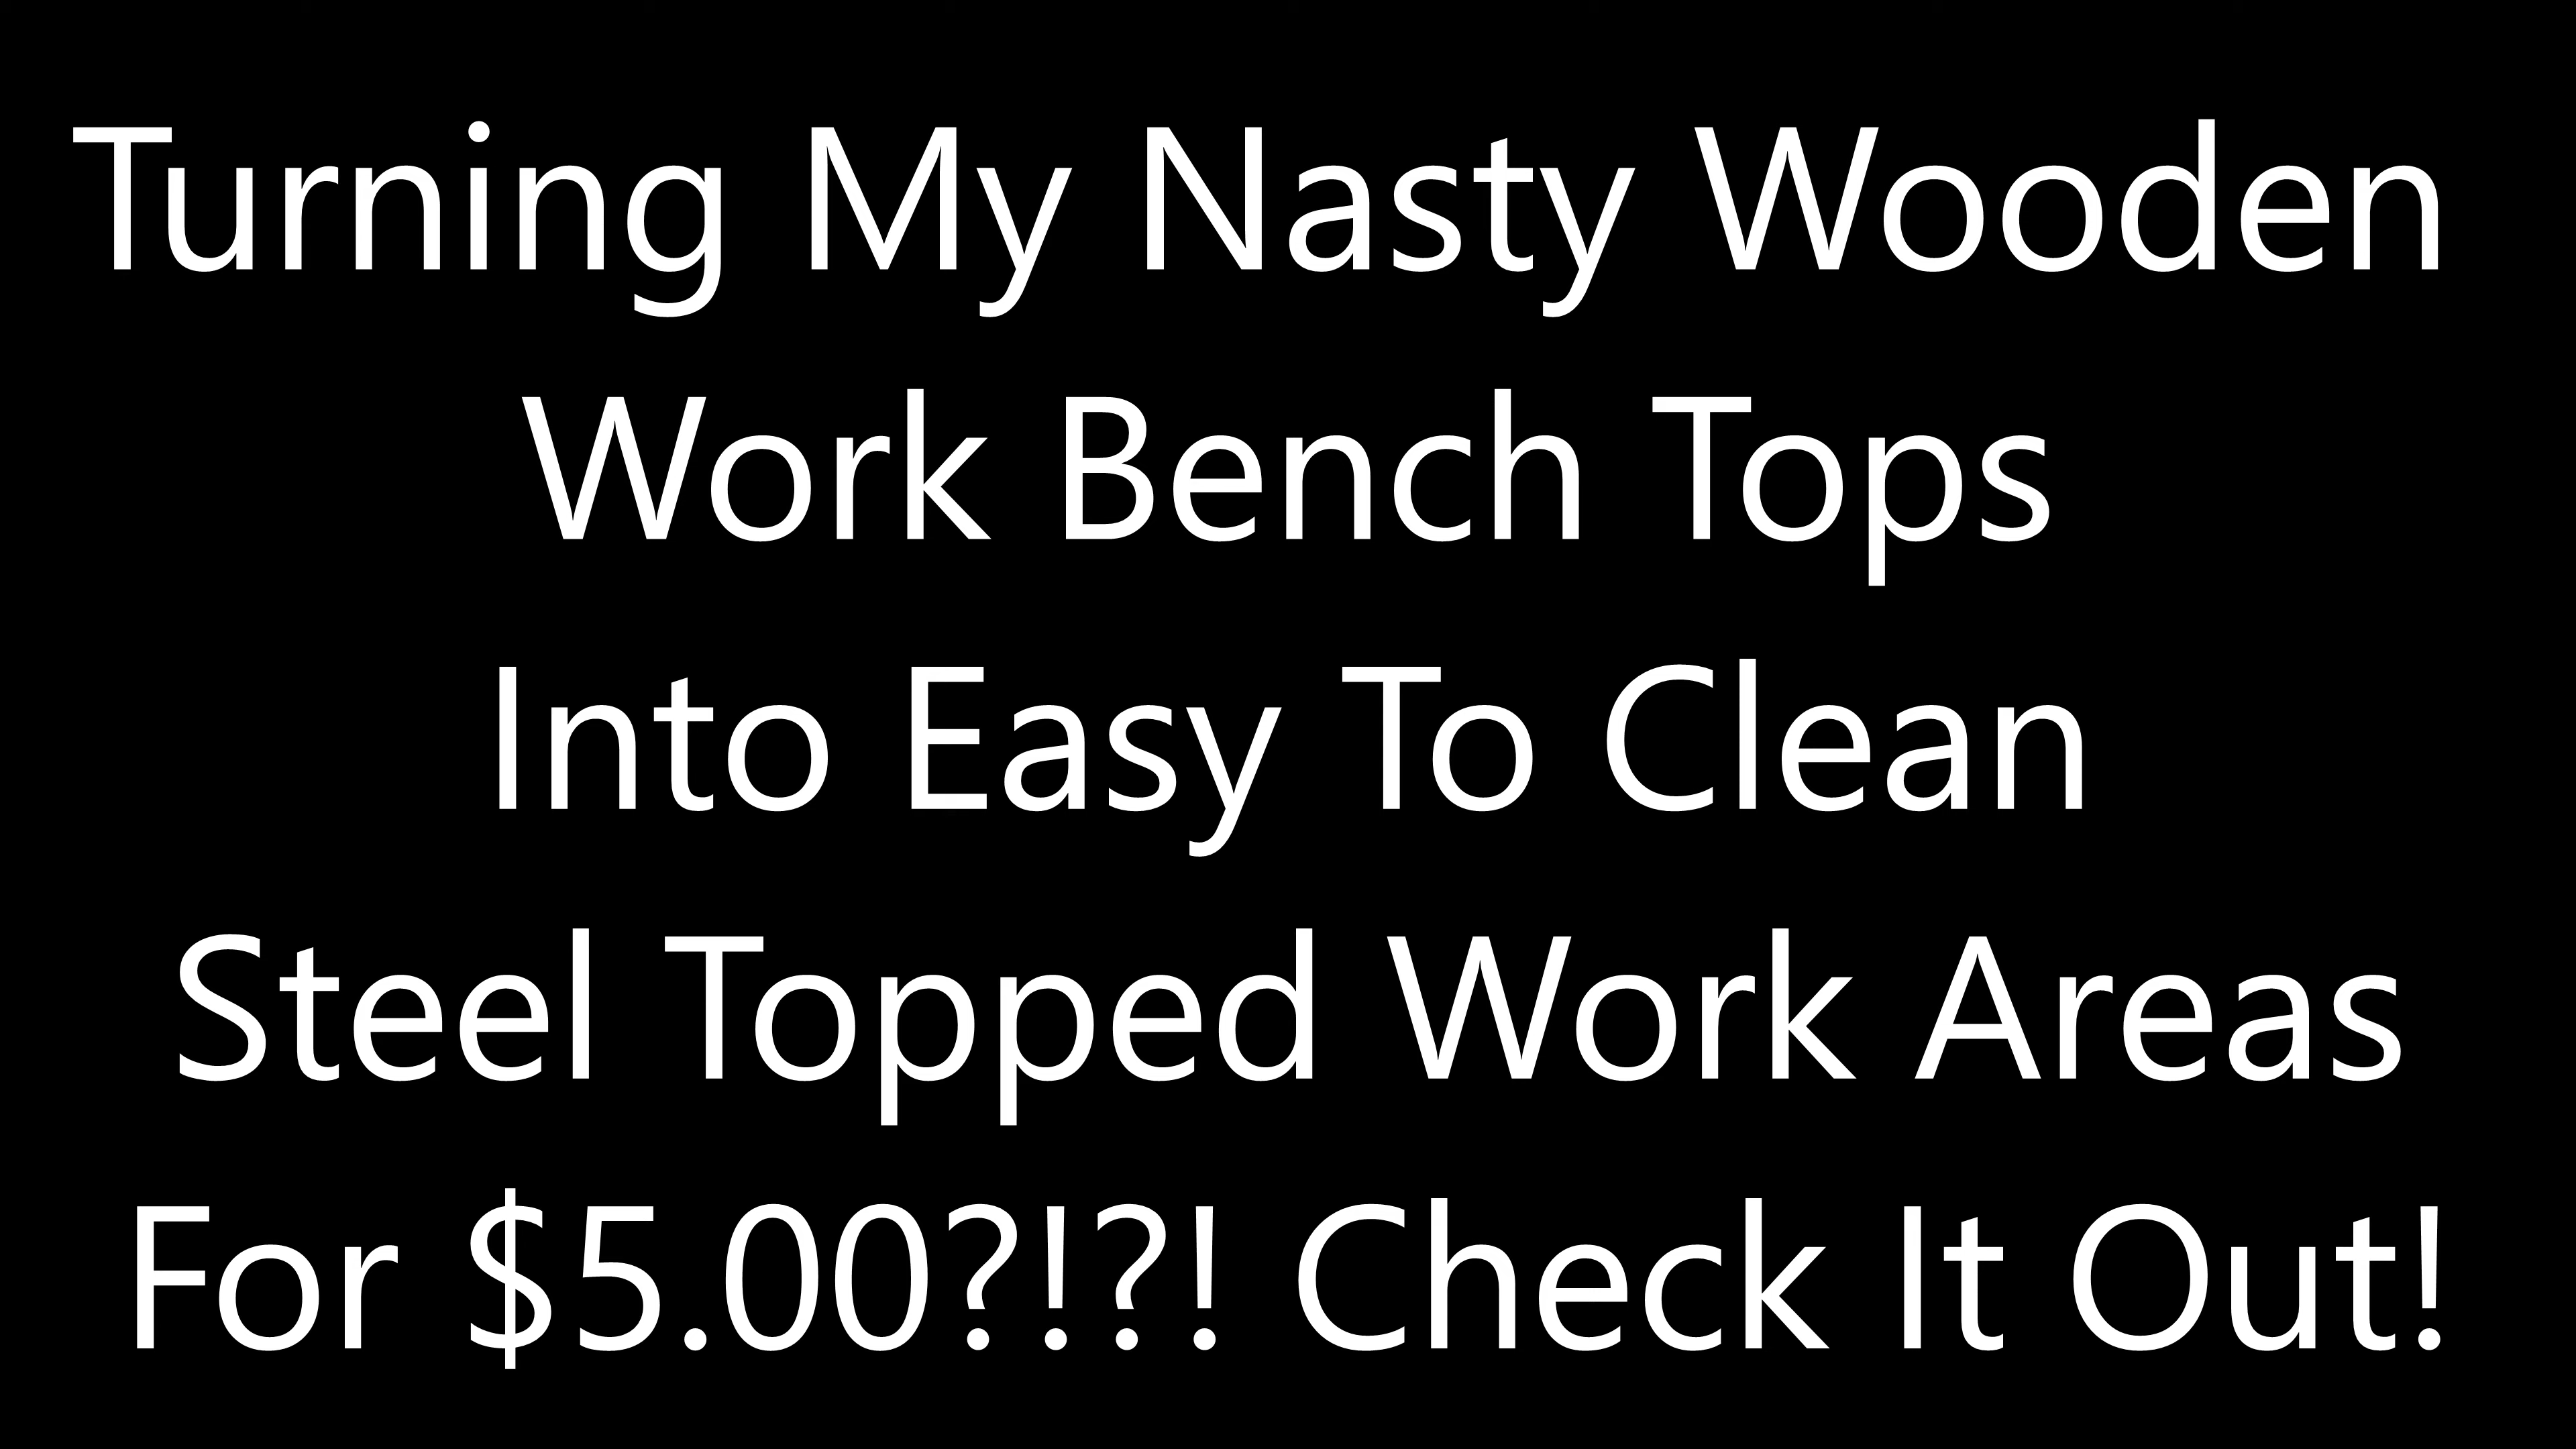 Turning My Nasty Wooden
Work Bench Tops
Into Easy To Clean
Steel Topped Work Areas
For $5.00?!?! Check It Out!